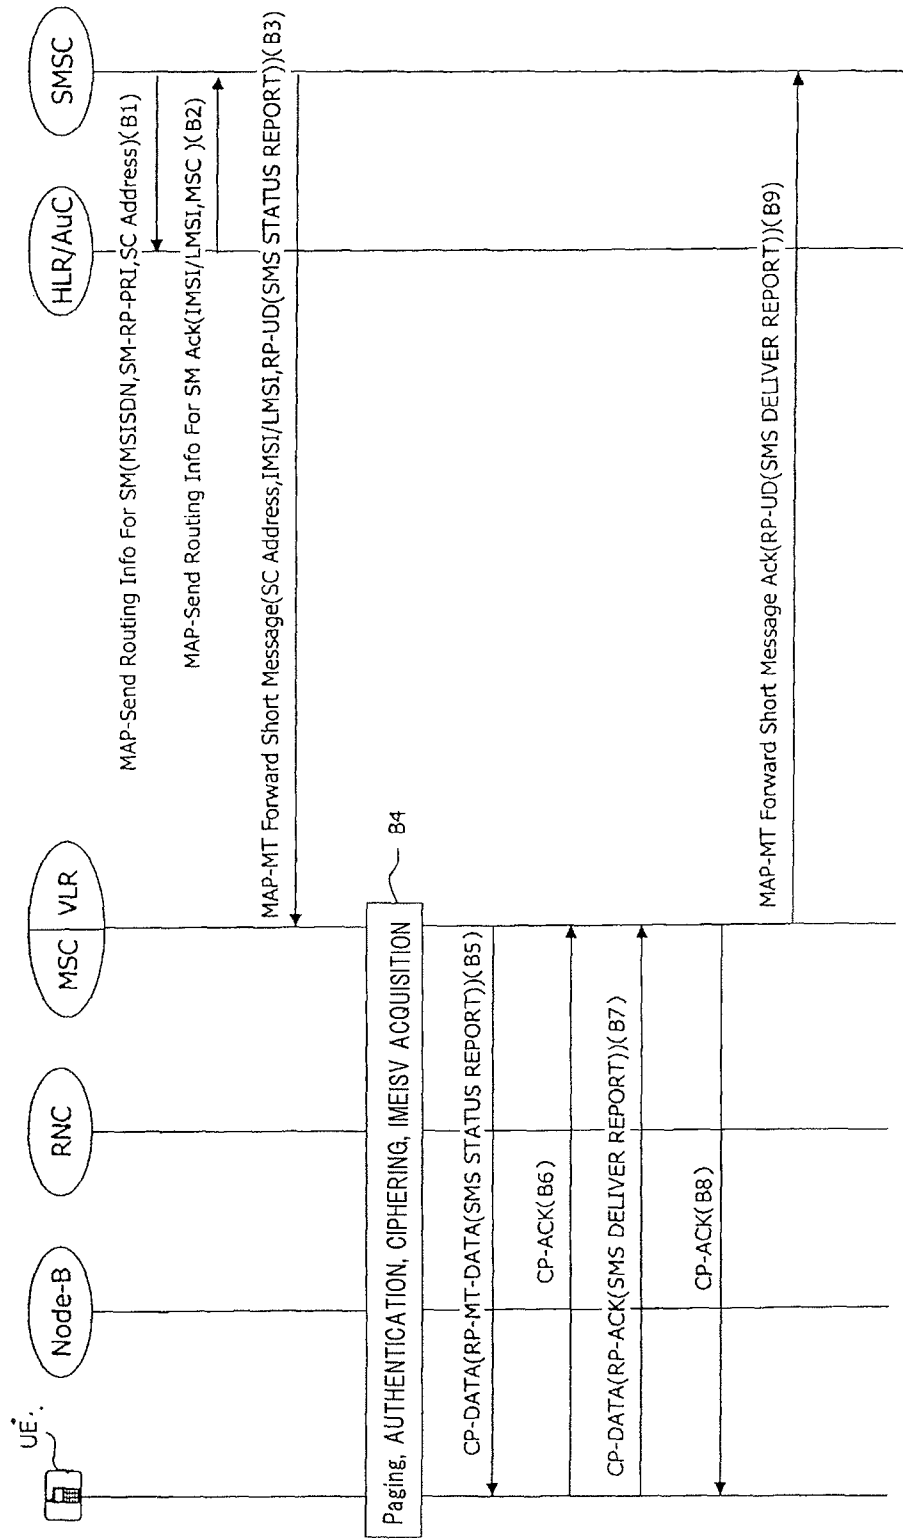 UE
Node-B
RNC
MSC VLR
HLR/AuC
SMSC
MAP-Send Routing Info For SM(MSISDN,SM-RP-PRI,SC Address)(B1)
MAP-Send Routing Info For SM Ack(IMSI/LMSI,MSC )(B2)
MAP-MT Forward Short Message(SC Address,IMSI/LMSI,RP-UD(SMS STATUS REPORT))(B3)
Paging, AUTHENTICATION, CIPHERING, IMEISV ACQUISITION
B4
CP-DATA(RP-MT-DATA(SMS STATUS REPORT))(B5)
CP-ACK(B6)
CP-DATA(RP-ACK(SMS DELIVER REPORT))(B7)
CP-ACK(B8)
MAP-MT Forward Short Message Ack(RP-UD(SMS DELIVER REPORT))(B9)